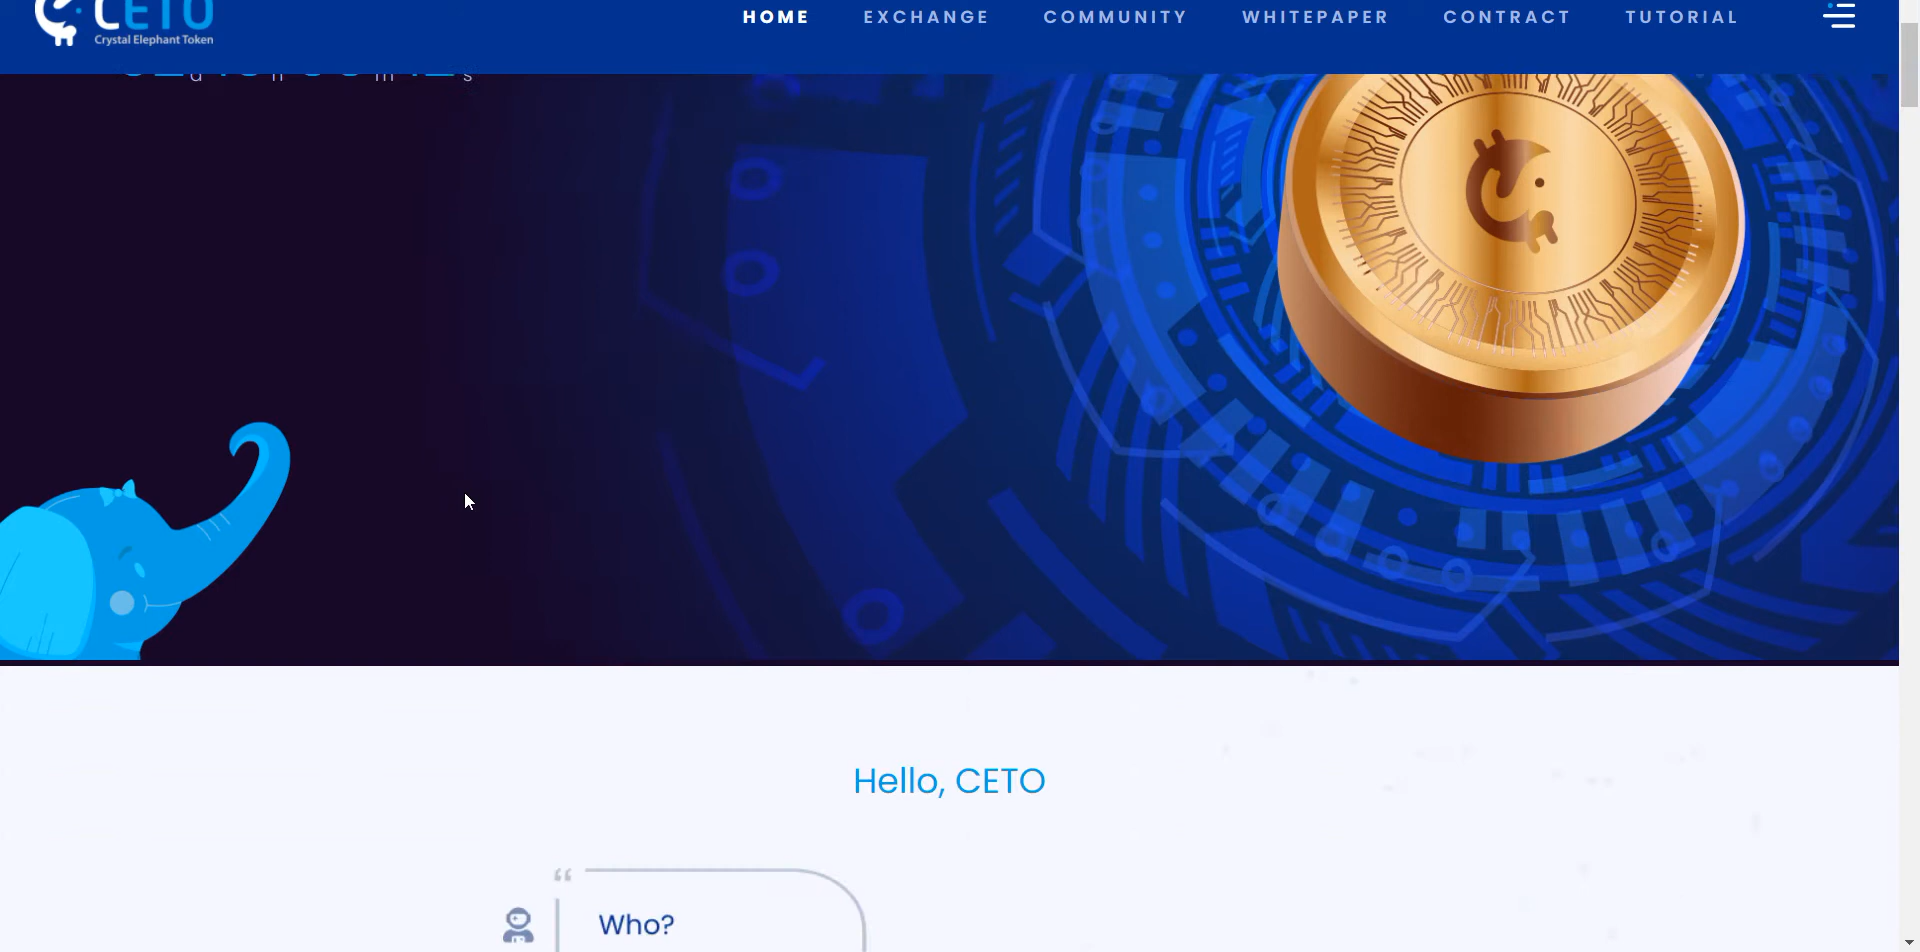 CETO
Crystal Elephant Token
HOME EXCHANGE COMMUNITY WHITEPAPER CONTRACT TUTORIAL
Hello, CETO
“
Who?